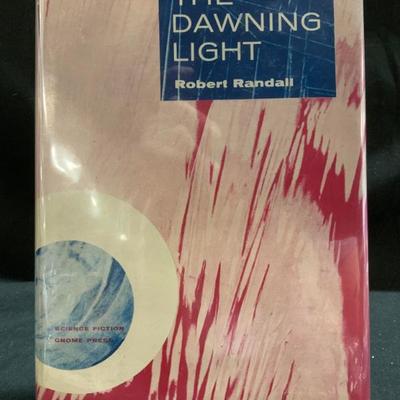 THE
DAWNING
LIGHT
Robert Randall
SCIENCE FICTION
GNOME PRESS